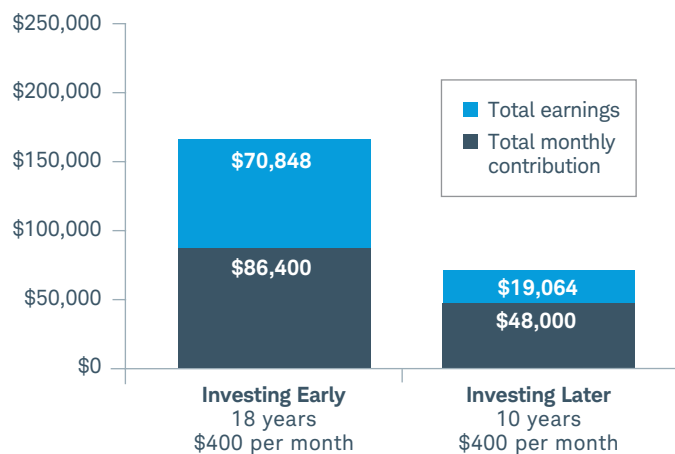 $250,000
$200,000
$150,000
$100,000
$50,000
$0
Total earnings
Total monthly
contribution
$70,848
$86,400
$19,064
$48,000
Investing Early
18 years
$400 per month
Investing Later
10 years
$400 per month